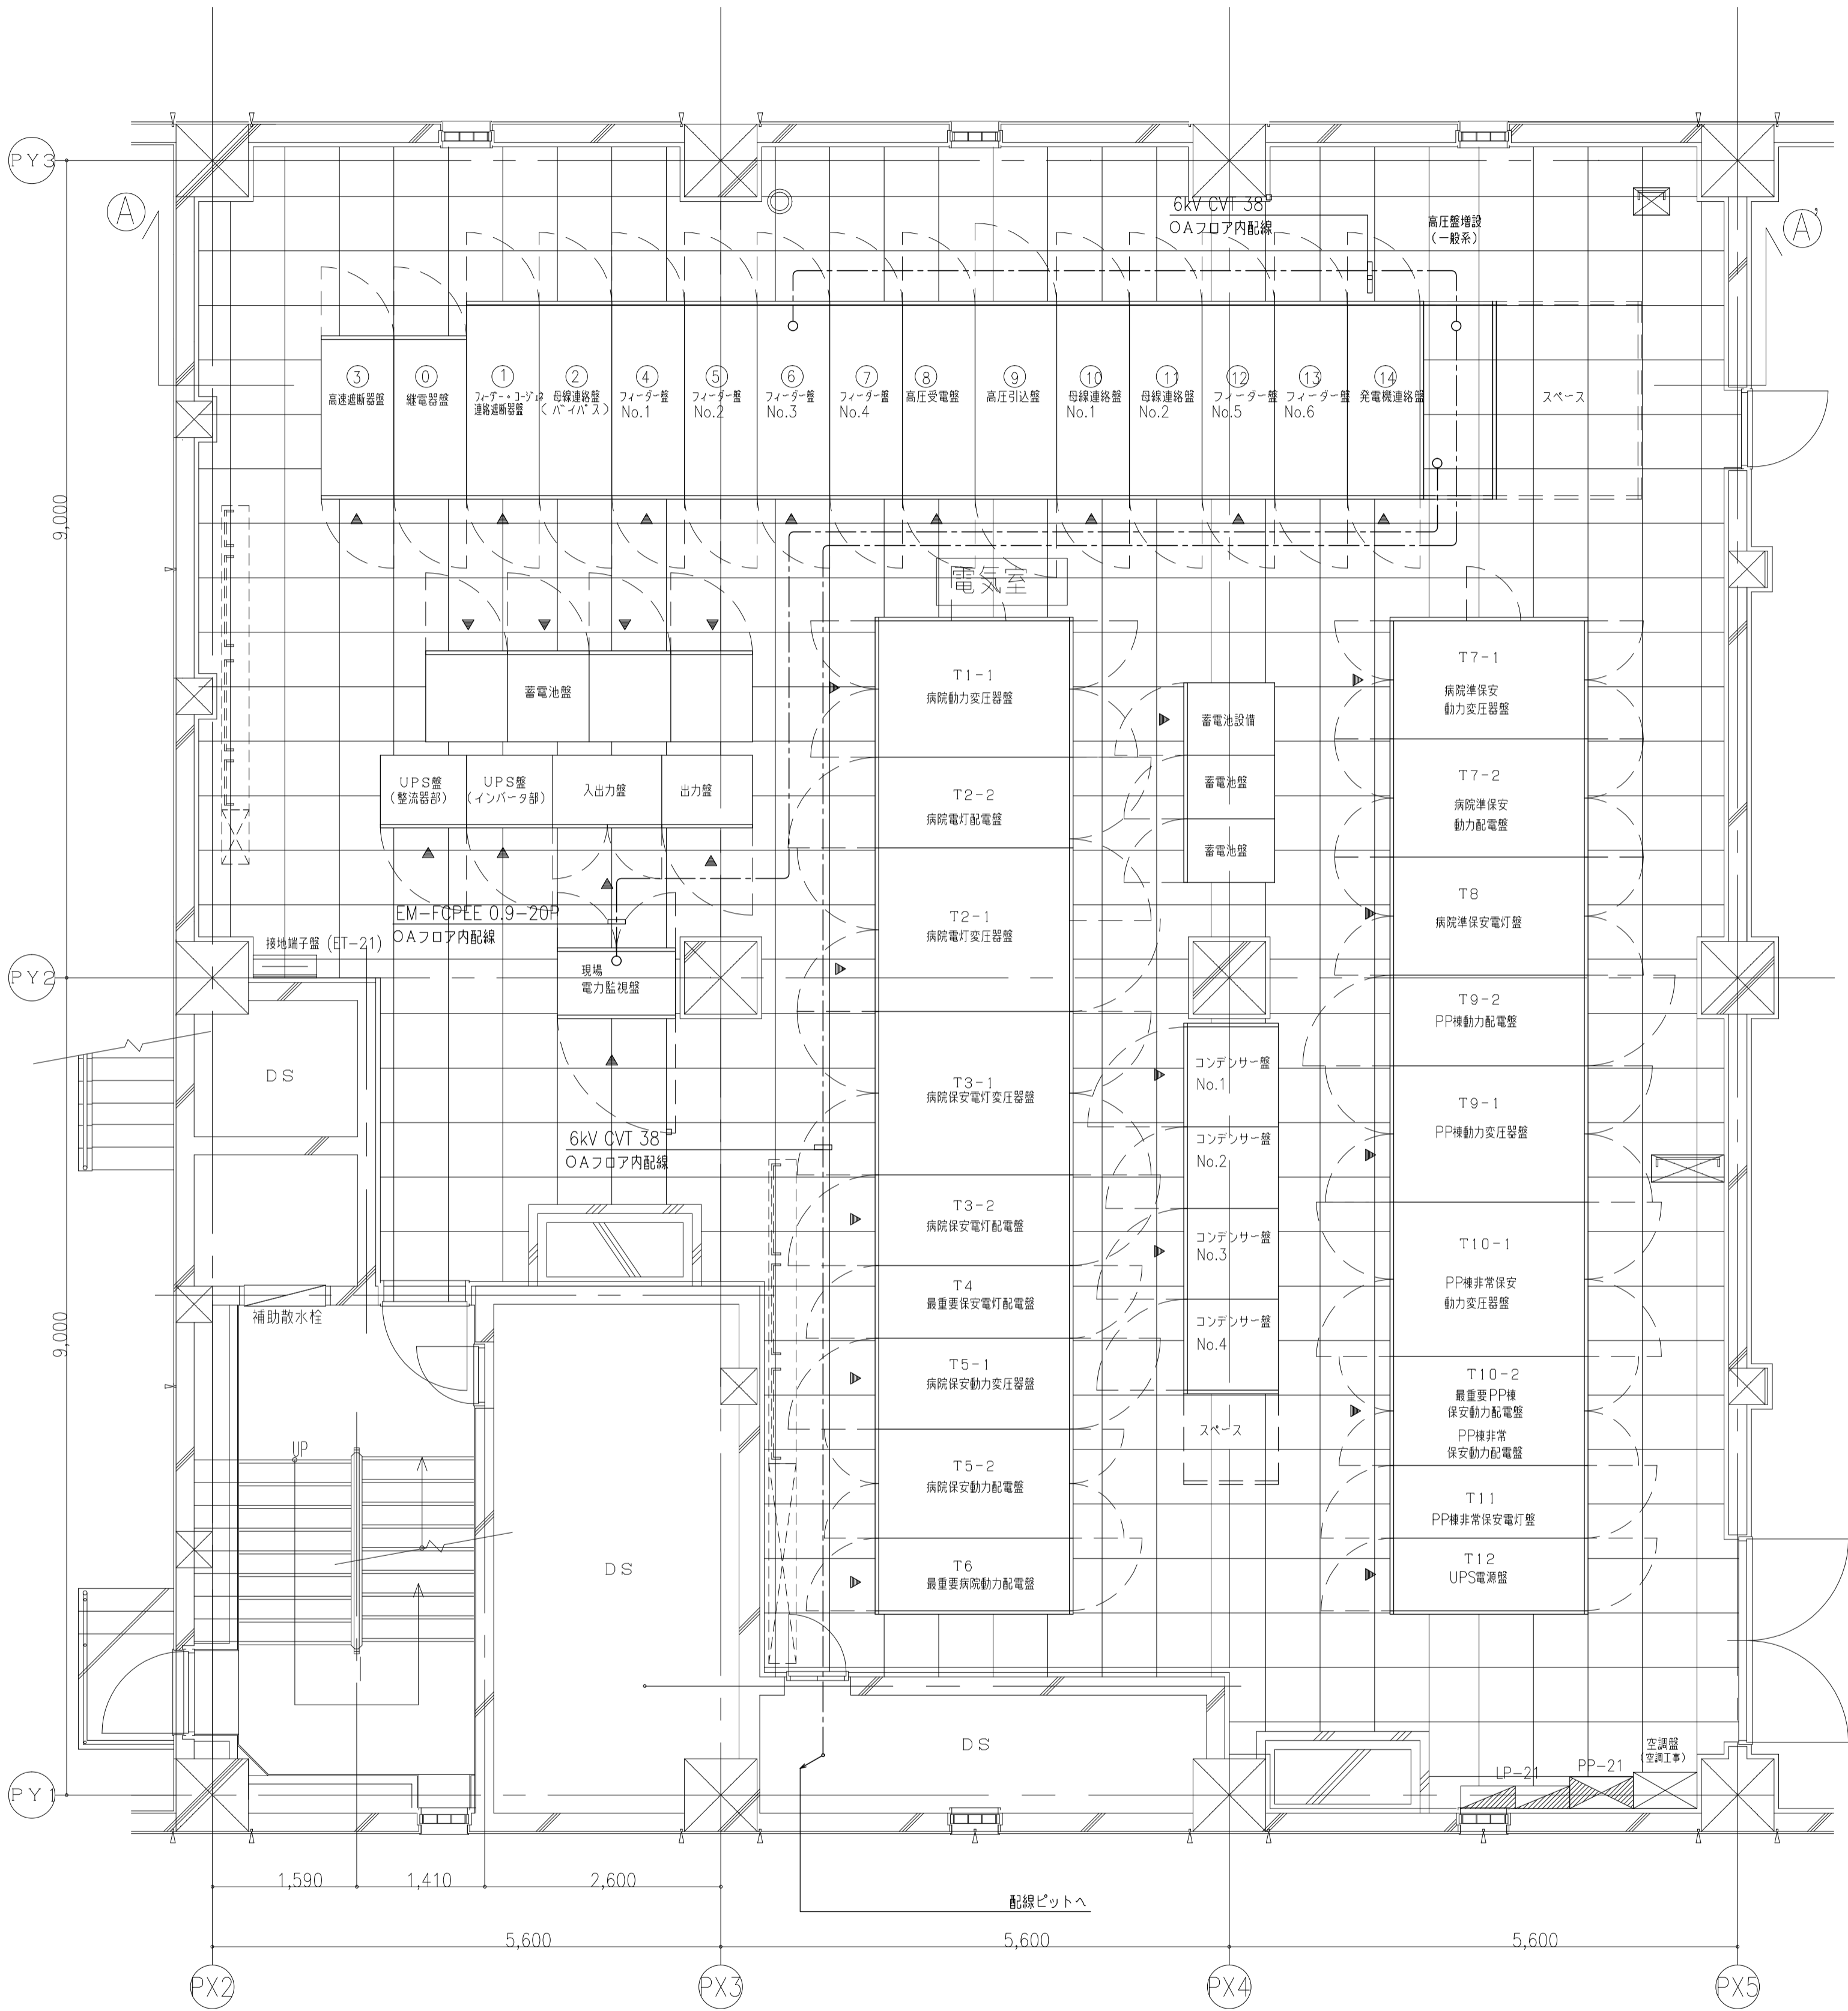 PY3
A
A'
6kV CVT 38□
OAフロア内配線
高圧盤増設
(一般系)
③
高速遮断器盤
⓪
継電器盤
①
フィーダー・コージェネ
連絡遮断器盤
②
母線連絡盤
(バイパス)
④
フィーダー盤
No.1
⑤
フィーダー盤
No.2
⑥
フィーダー盤
No.3
⑦
フィーダー盤
No.4
⑧
高圧受電盤
⑨
高圧引込盤
⑩
母線連絡盤
No.1
⑪
母線連絡盤
No.2
⑫
フィーダー盤
No.5
⑬
フィーダー盤
No.6
⑭
発電機連絡盤
スペース
9,000
電気室
蓄電池盤
UPS盤
(整流器部)
UPS盤
(インバータ部)
入出力盤
出力盤
T1-1
病院動力変圧器盤
T2-2
病院電灯配電盤
T2-1
病院電灯変圧器盤
T3-1
病院保安電灯変圧器盤
T3-2
病院保安電灯配電盤
T4
最重要保安電灯配電盤
T5-1
病院保安動力変圧器盤
T5-2
病院保安動力配電盤
T6
最重要病院動力配電盤
蓄電池設備
蓄電池盤
蓄電池盤
コンデンサー盤
No.1
コンデンサー盤
No.2
コンデンサー盤
No.3
コンデンサー盤
No.4
スペース
T7-1
病院準保安
動力変圧器盤
T7-2
病院準保安
動力配電盤
T8
病院準保安電灯盤
T9-2
PP棟動力配電盤
T9-1
PP棟動力変圧器盤
T10-1
PP棟非常保安
動力変圧器盤
T10-2
最重要PP棟
保安動力配電盤
PP棟非常
保安動力配電盤
T11
PP棟非常保安電灯盤
T12
UPS電源盤
EM-FCPEE 0.9-20P
OAフロア内配線
接地端子盤 (ET-21)
現場
電力監視盤
PY2
DS
6kV CVT 38□
OAフロア内配線
補助散水栓
9,000
UP
DS
DS
LP-21
PP-21
空調盤
(空調工事)
PY1
1,590
1,410
2,600
配線ピットへ
5,600
5,600
5,600
PX2
PX3
PX4
PX5